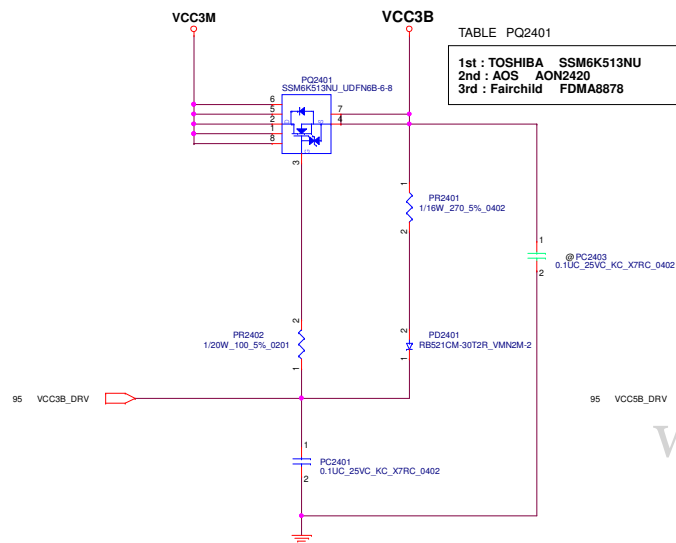 VCC3M
VCC3B
TABLE PQ2401
1st : TOSHIBA SSM6K513NU
2nd : AOS AON2420
3rd : Fairchild FDMA8878
PQ2401
SSM6K513NU_UDFN6B-6-8
6
5
2
1
8
7
4
3
1
PR2401
1/16W_270_5%_0402
2
1
@PC2403
0.1UC_25VC_KC_X7RC_0402
2
2
PR2402
1/20W_100_5%_0201
1
2
PD2401
RB521CM-30T2R_VMN2M-2
1
95 VCC3B_DRV
95 VCC5B_DRV
1
PC2401
0.1UC_25VC_KC_X7RC_0402
2